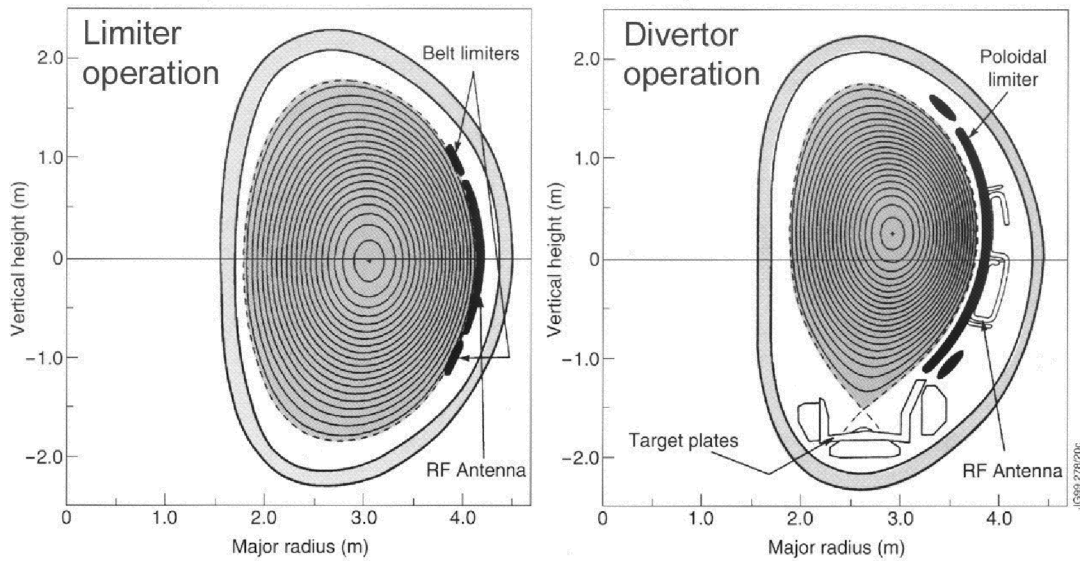 Limiter
operation
Belt limiters
2.0
1.0
0
−1.0
−2.0
Vertical height (m)
RF Antenna
0
1.0
2.0
3.0
4.0
Major radius (m)
Divertor
operation
Poloidal
limiter
2.0
1.0
0
−1.0
−2.0
Vertical height (m)
Target plates
RF Antenna
0
1.0
2.0
3.0
4.0
Major radius (m)
JG99.278/20c